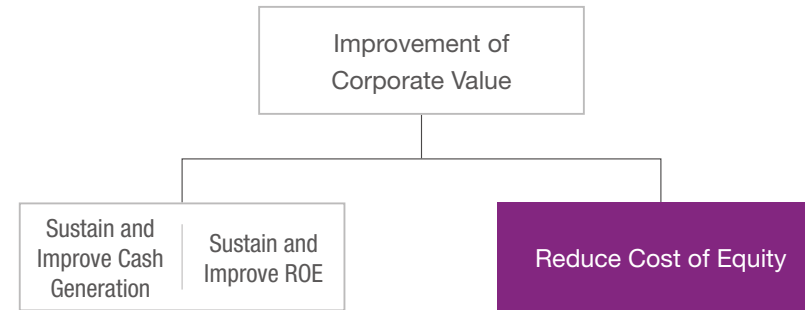 Improvement of
Corporate Value
Sustain and
Improve Cash
Generation
Sustain and
Improve ROE
Reduce Cost of Equity